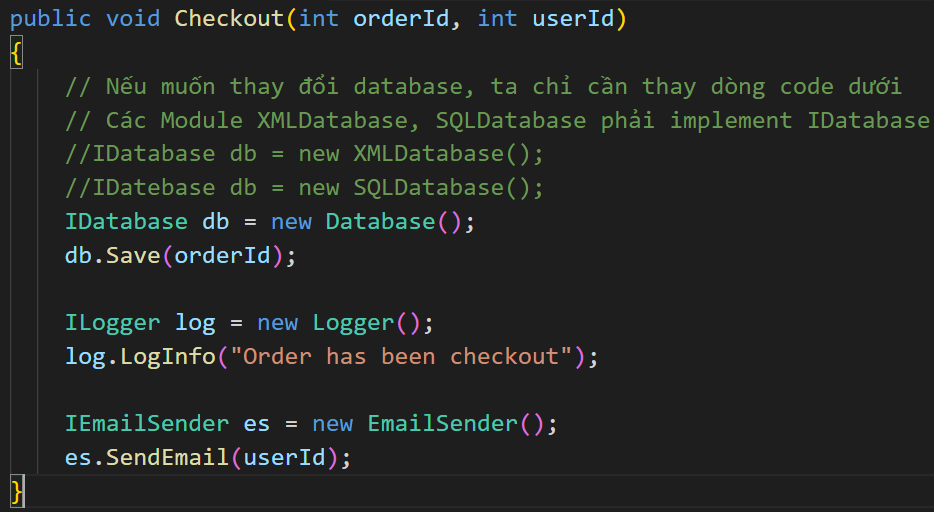 public void Checkout(int orderId, int userId)
{
// Nếu muốn thay đổi database, ta chỉ cần thay dòng code dưới
// Các Module XMLDatabase, SQLDatabase phải implement IDatabase
//IDatabase db = new XMLDatabase();
//IDatebase db = new SQLDatabase();
IDatabase db = new Database();
db.Save(orderId);
ILogger log = new Logger();
log.LogInfo("Order has been checkout");
IEmailSender es = new EmailSender();
es.SendEmail(userId);
}